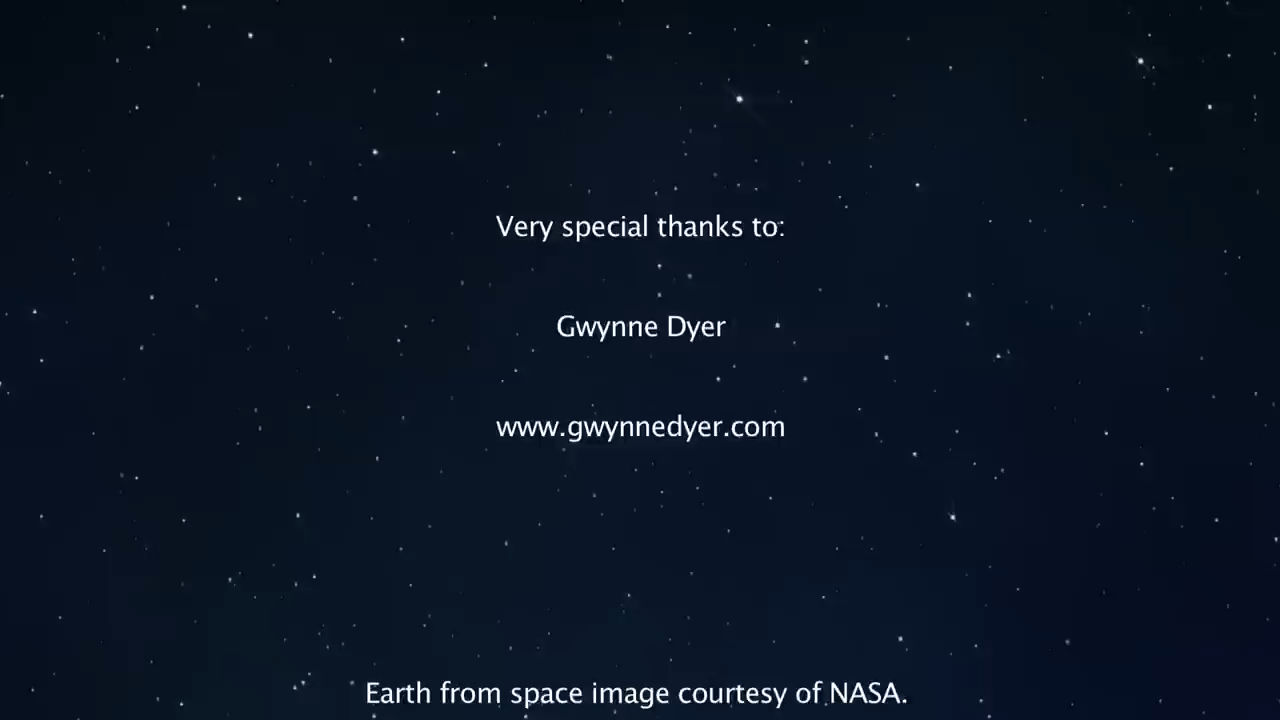 Very special thanks to:
Gwynne Dyer
www.gwynnedyer.com
Earth from space image courtesy of NASA.